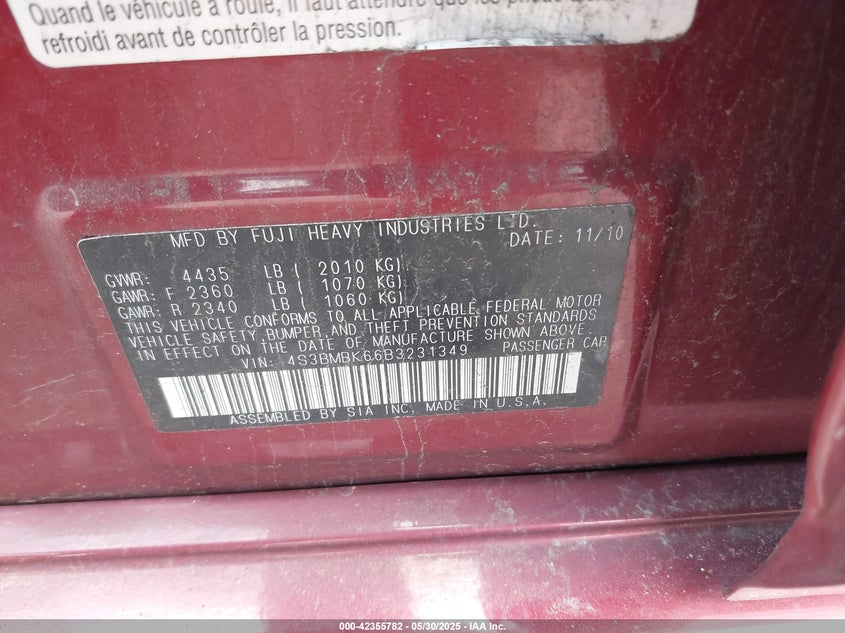 Quand le véhicule a roulé, il faut attendre que les
refroidi avant de contrôler la pression.
MFD BY FUJI HEAVY INDUSTRIES LTD.
DATE: 11/10
GVWR: 4435 LB ( 2010 KG)
GAWR: F 2360 LB ( 1070 KG)
GAWR: R 2340 LB ( 1060 KG)
THIS VEHICLE CONFORMS TO ALL APPLICABLE FEDERAL MOTOR
VEHICLE SAFETY, BUMPER, AND THEFT PREVENTION STANDARDS
IN EFFECT ON THE DATE OF MANUFACTURE SHOWN ABOVE.
VIN: 4S3BMBK66B3231349 PASSENGER CAR
ASSEMBLED BY SIA INC. MADE IN U.S.A.
000-42355782 - 05/30/2025 - IAA Inc.